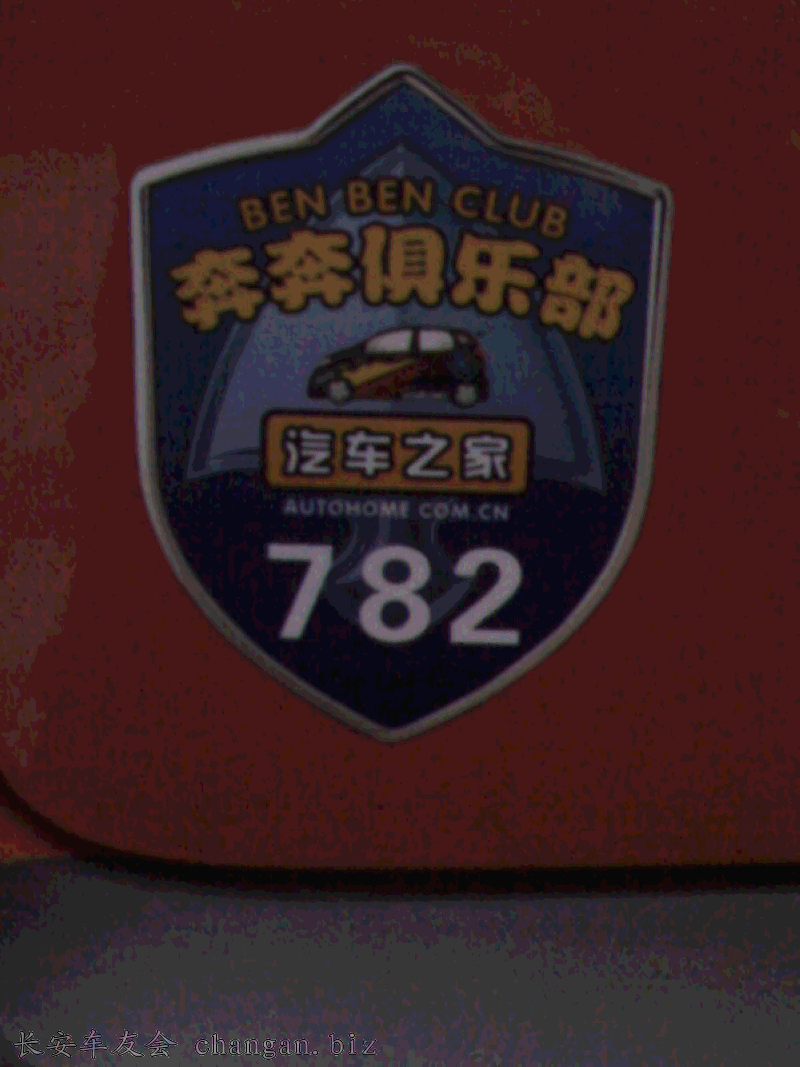 BEN BEN CLUB
奔奔俱乐部
汽车之家
AUTOHOME.COM.CN
782
长安车友会 changan.biz